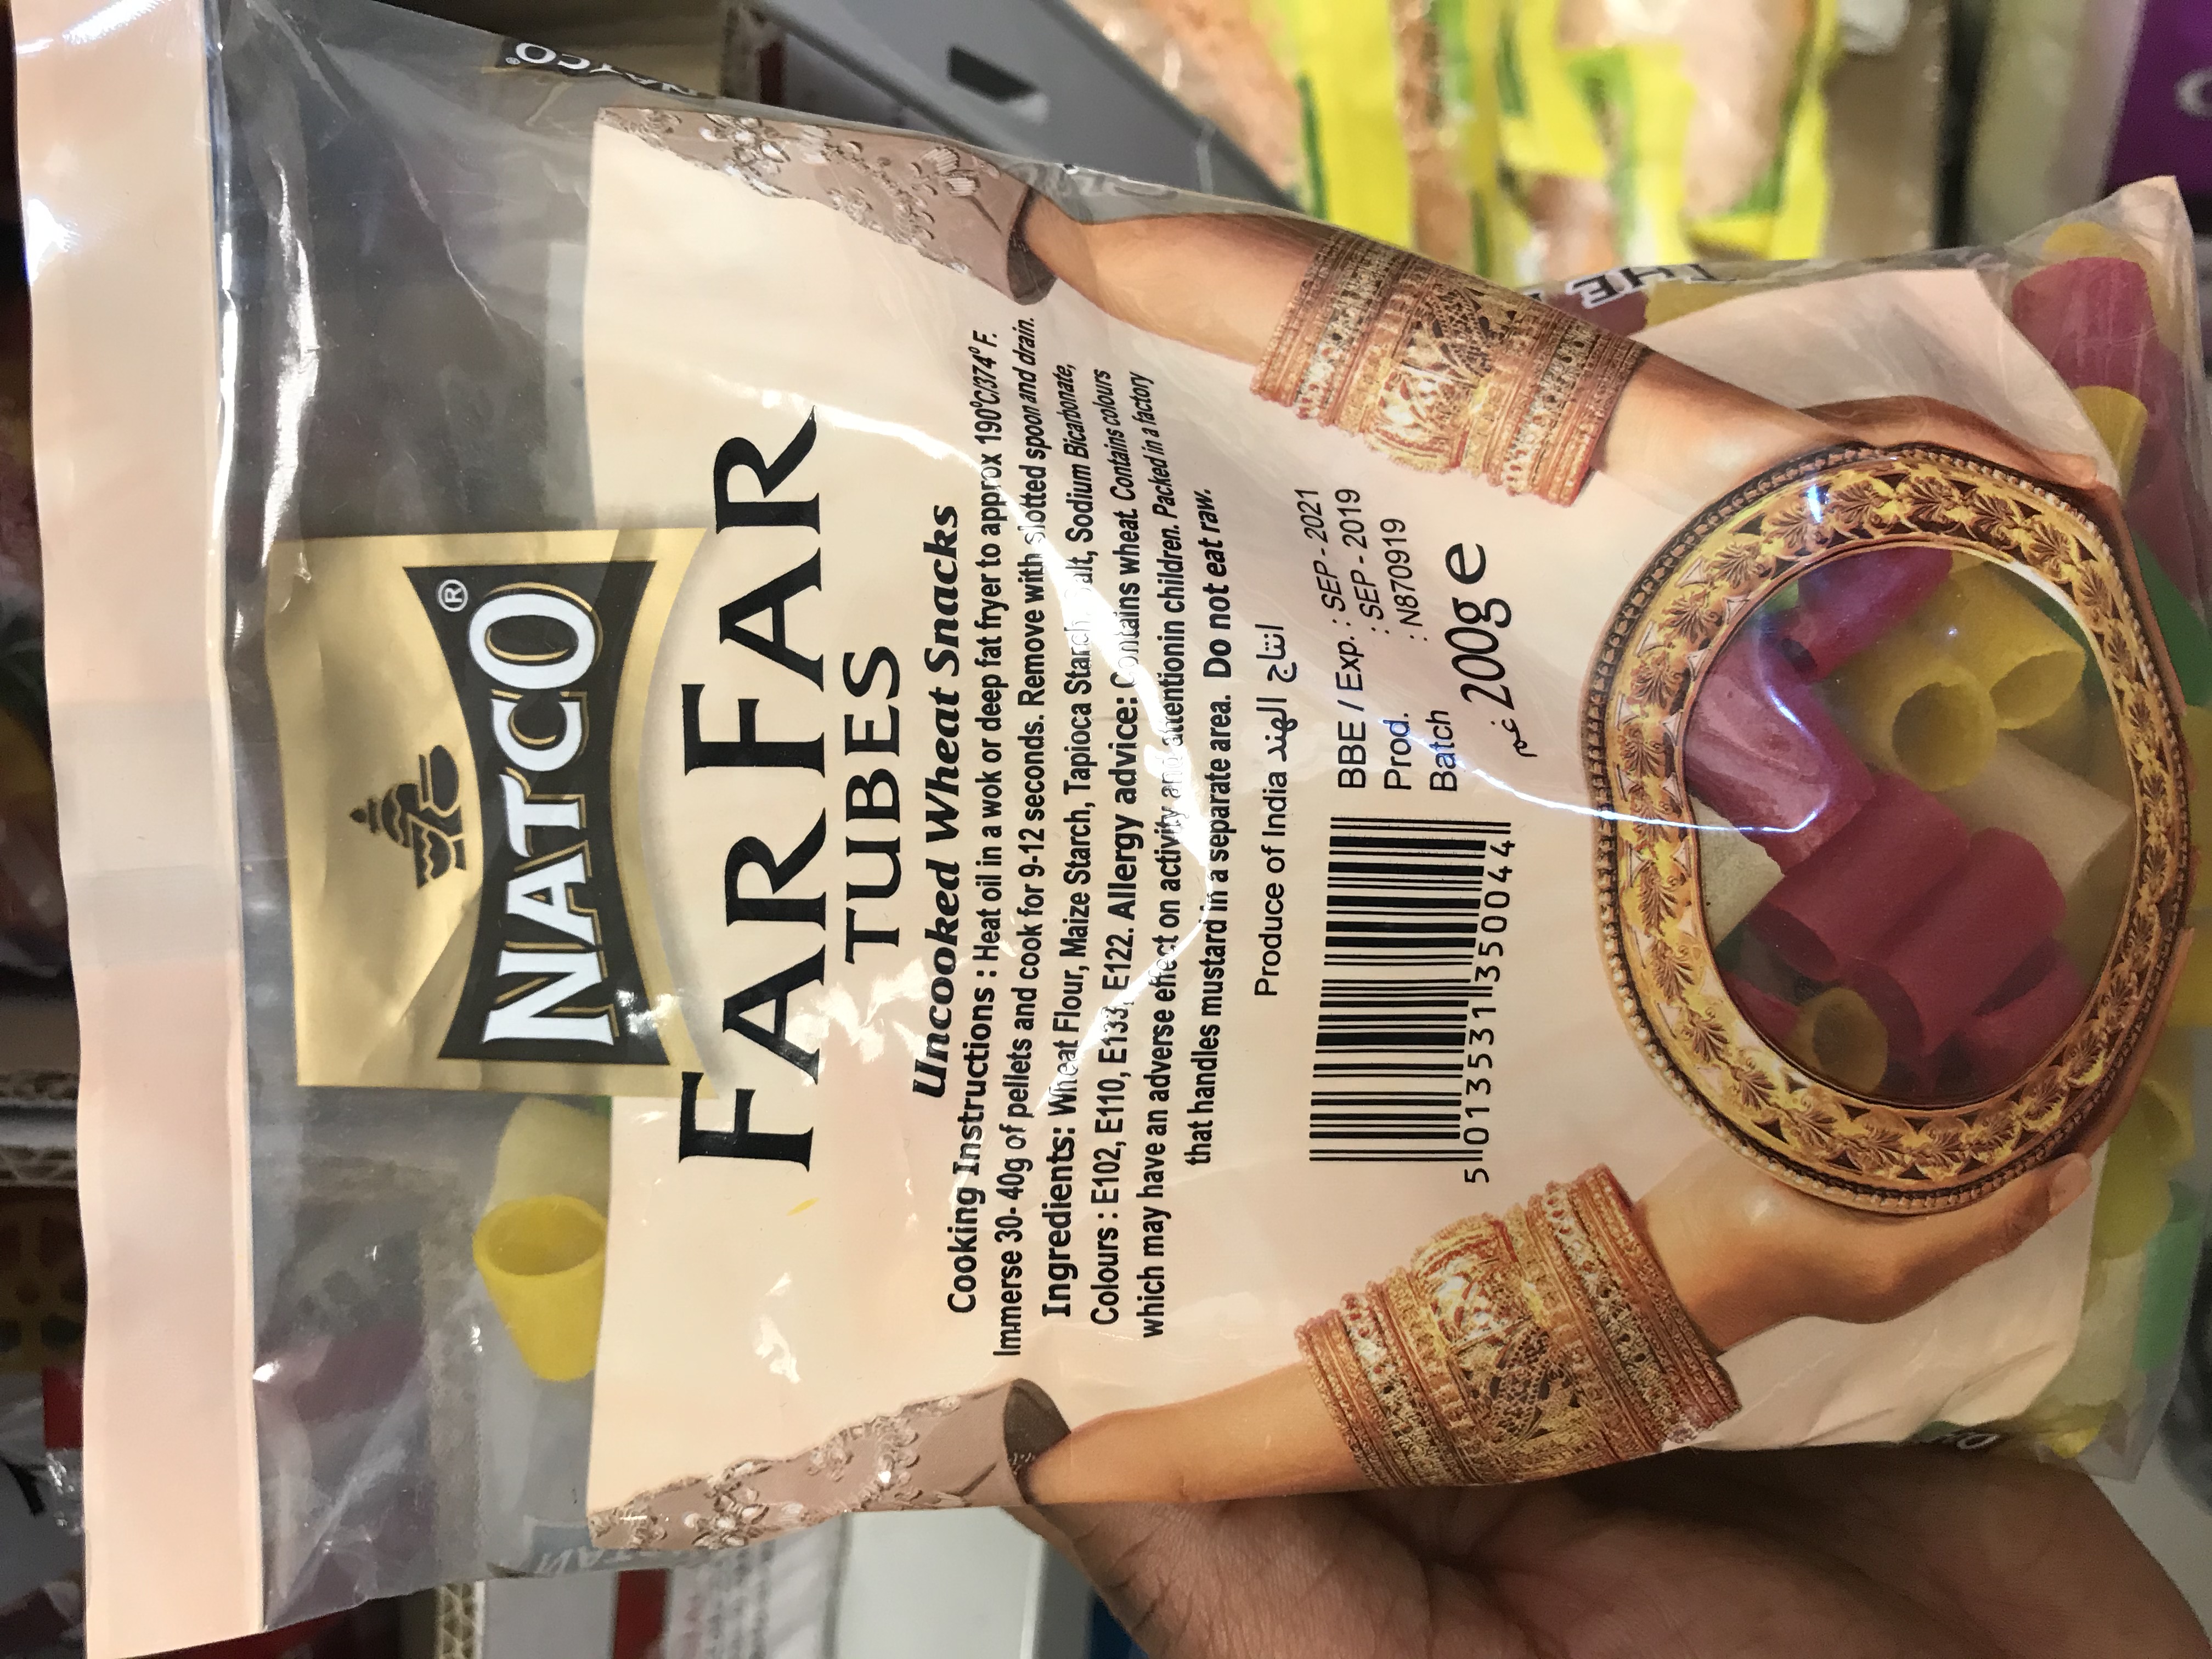 NATCO®
FAR FAR
TUBES
Uncooked Wheat Snacks
Cooking Instructions : Heat oil in a wok or deep fat fryer to approx 190°C/374° F.
Immerse 30- 40g of pellets and cook for 9-12 seconds. Remove with slotted spoon and drain.
Ingredients: Wheat Flour, Maize Starch, Tapioca Starch, Salt, Sodium Bicarbonate,
Colours : E102, E110, E133, E122. Allergy advice: Contains wheat. Contains colours
which may have an adverse effect on activity and attentionin children. Packed in a factory
that handles mustard in a separate area. Do not eat raw.
Produce of India انتاج الهند
BBE / Exp. : SEP - 2021
Prod. : SEP - 2019
Batch : N870919
5 013531 350044
200g e غم
NATCO®
THE